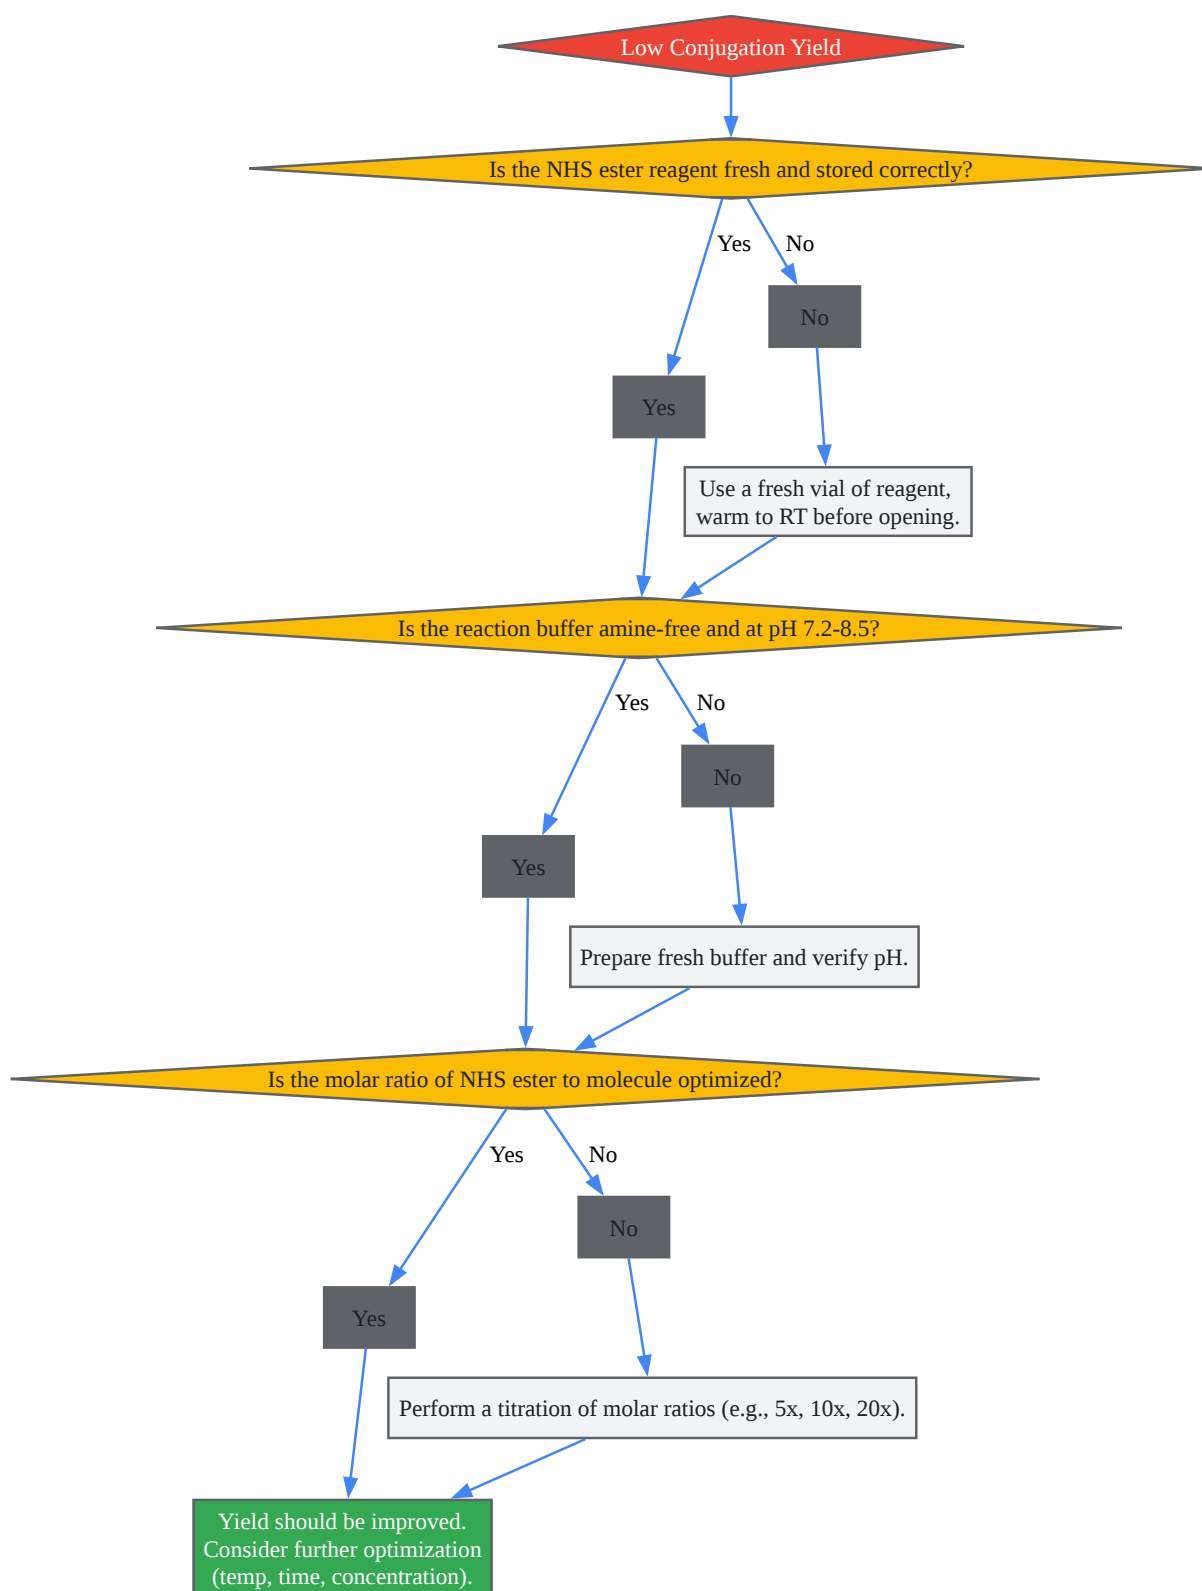 Low Conjugation Yield
Is the NHS ester reagent fresh and stored correctly?
Yes
No
No
Yes
Use a fresh vial of reagent,
warm to RT before opening.
Is the reaction buffer amine-free and at pH 7.2-8.5?
Yes
No
No
Yes
Prepare fresh buffer and verify pH.
Is the molar ratio of NHS ester to molecule optimized?
Yes
No
No
Yes
Perform a titration of molar ratios (e.g., 5x, 10x, 20x).
Yield should be improved.
Consider further optimization
(temp, time, concentration).